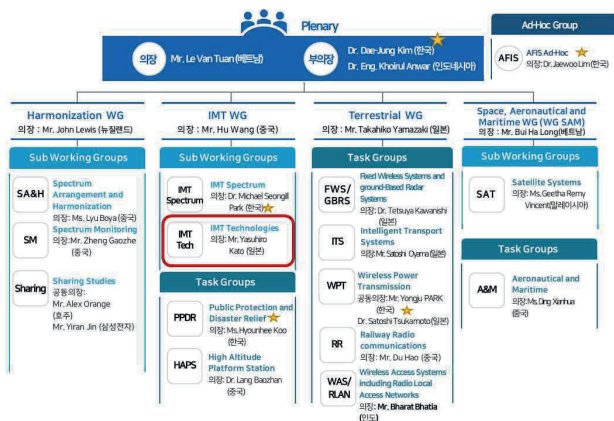 Plenary
의장
Mr. Le Van Tuan(베트남)
부의장
Dr. Dae-Jung Kim (한국)
Dr. Eng. Khoirul Anwar (인도네시아)
Ad-Hoc Group
AFIS
AFIS Ad-Hoc
의장: Dr.Jaewoo Lim (한국)
Harmonization WG
의장 : Mr. John Lewis (뉴질랜드)
Sub Working Groups
SA&H
Spectrum
Arrangement and
Harmonization
의장: Ms. Lyu Boya(중국)
SM
Spectrum Monitoring
의장:Mr. Zheng Gaozhe
(중국)
Sharing
Sharing Studies
공동의장:
Mr. Alex Orange
(호주)
Mr. Yiran Jin (삼성전자)
IMT WG
의장 : Mr. Hu Wang (중국)
Sub Working Groups
IMT
Spectrum
IMT Spectrum
의장: Dr. Michael Seongill
Park (한국)
IMT
Tech
IMT Technologies
의장: Mr, Yasuhiro
Kato (일본)
Task Groups
PPDR
Public Protection and
Disaster Relief
의장: Ms. Hyounhee Koo
(한국)
HAPS
High Altitude
Platform Station
의장: Dr. Lang Baozhan
(중국)
Terrestrial WG
의장: Mr. Takahiko Yamazaki (일본)
Task Groups
FWS/
GBRS
Fixed Wireless Systems and
ground-Based Radar
Systems
의장: Dr. Tetsuya Kawanishi
(일본)
ITS
Intelligent Transport
Systems
의장:Mr. Satoshi Oyama (일본)
WPT
Wireless Power
Transmission
공동의장:Mr. Yongju PARK
(한국)
Dr. Satoshi Tsukamoto (일본)
RR
Railway Radio
communications
의장: Mr. Du Hao (중국)
WAS/
RLAN
Wireless Access Systems
including Radio Local
Access Networks
의장: Mr. Bharat Bhatia
(인도)
Space, Aeronautical and
Maritime WG (WG SAM)
의장: Mr. Bui Ha Long(베트남)
Sub Working Groups
SAT
Satellite Systems
의장: Ms,Geetha Remy
Vincent(말레이시아)
Task Groups
A&M
Aeronautical and
Maritime
의장:Ms.Ding Xianhua
(중국)